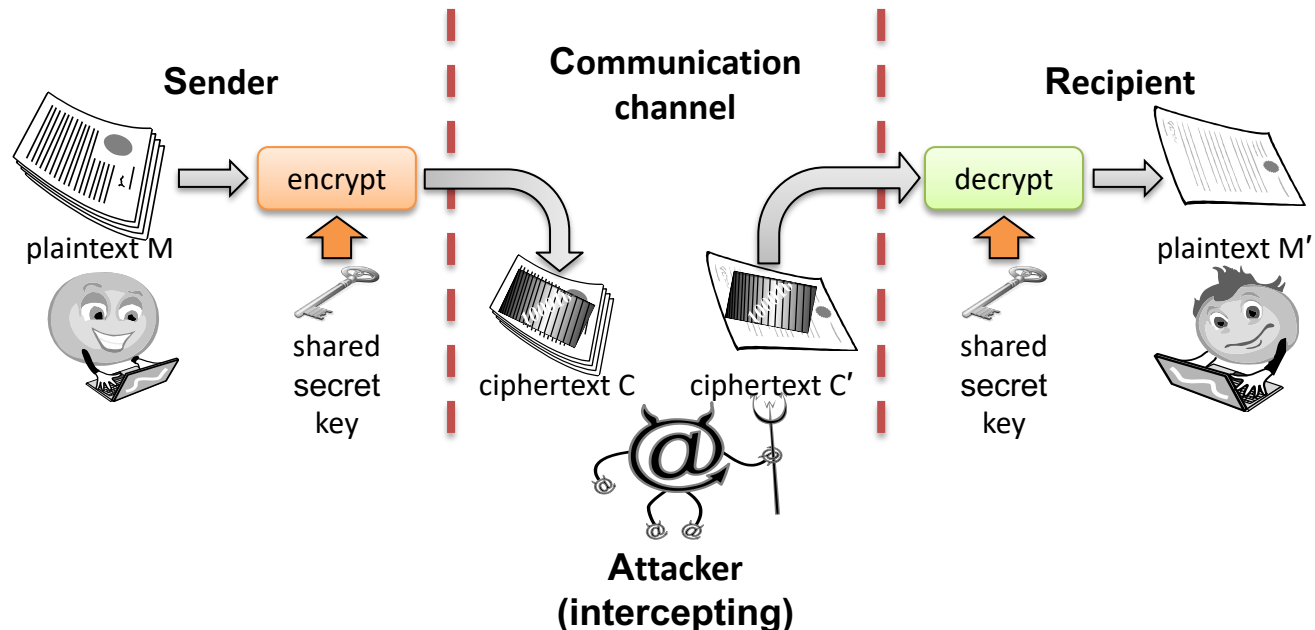 Sender
Communication
channel
Recipient
encrypt
decrypt
plaintext M
plaintext M′
shared
secret
key
ciphertext C
ciphertext C′
shared
secret
key
@
@
@
@
@
Attacker
(intercepting)